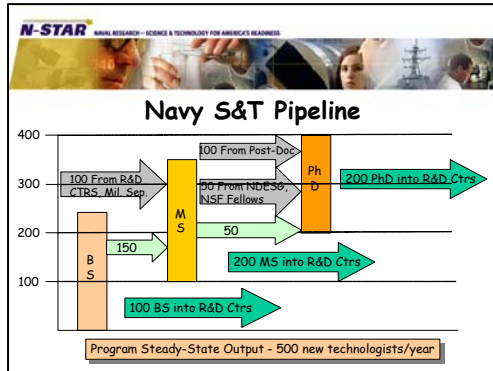 N-STAR NAVAL RESEARCH – SCIENCE & TECHNOLOGY FOR AMERICA'S READINESS
Navy S&T Pipeline
400
300
200
100
100 From R&D
CTRS, Mil. Sep.
100 From Post-Doc
50 From NDESG,
NSF Fellows
Ph
D
200 PhD into R&D Ctrs
M
S
150
50
B
S
200 MS into R&D Ctrs
100 BS into R&D Ctrs
Program Steady-State Output - 500 new technologists/year